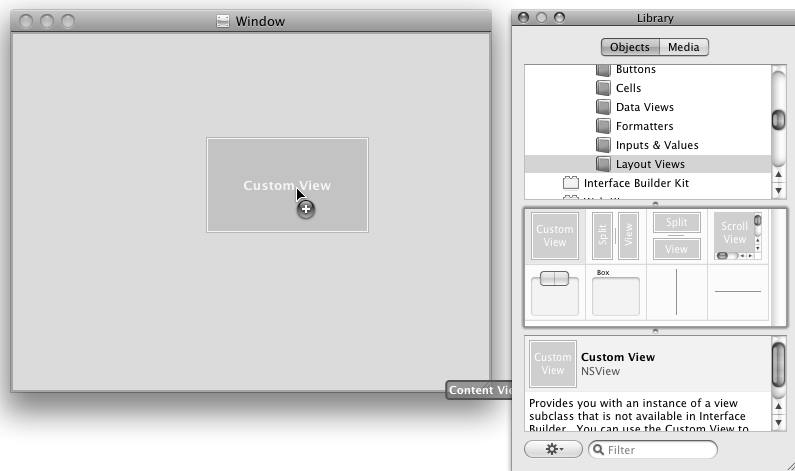 Window
Custom View
Content Vie
Library
Objects
Media
Buttons
Cells
Data Views
Formatters
Inputs & Values
Layout Views
Interface Builder Kit
Custom
View
Split
View
Split
View
Scroll
View
Box
Custom
View
Custom View
NSView
Provides you with an instance of a view
subclass that is not available in Interface
Builder. You can use the Custom View to
Filter